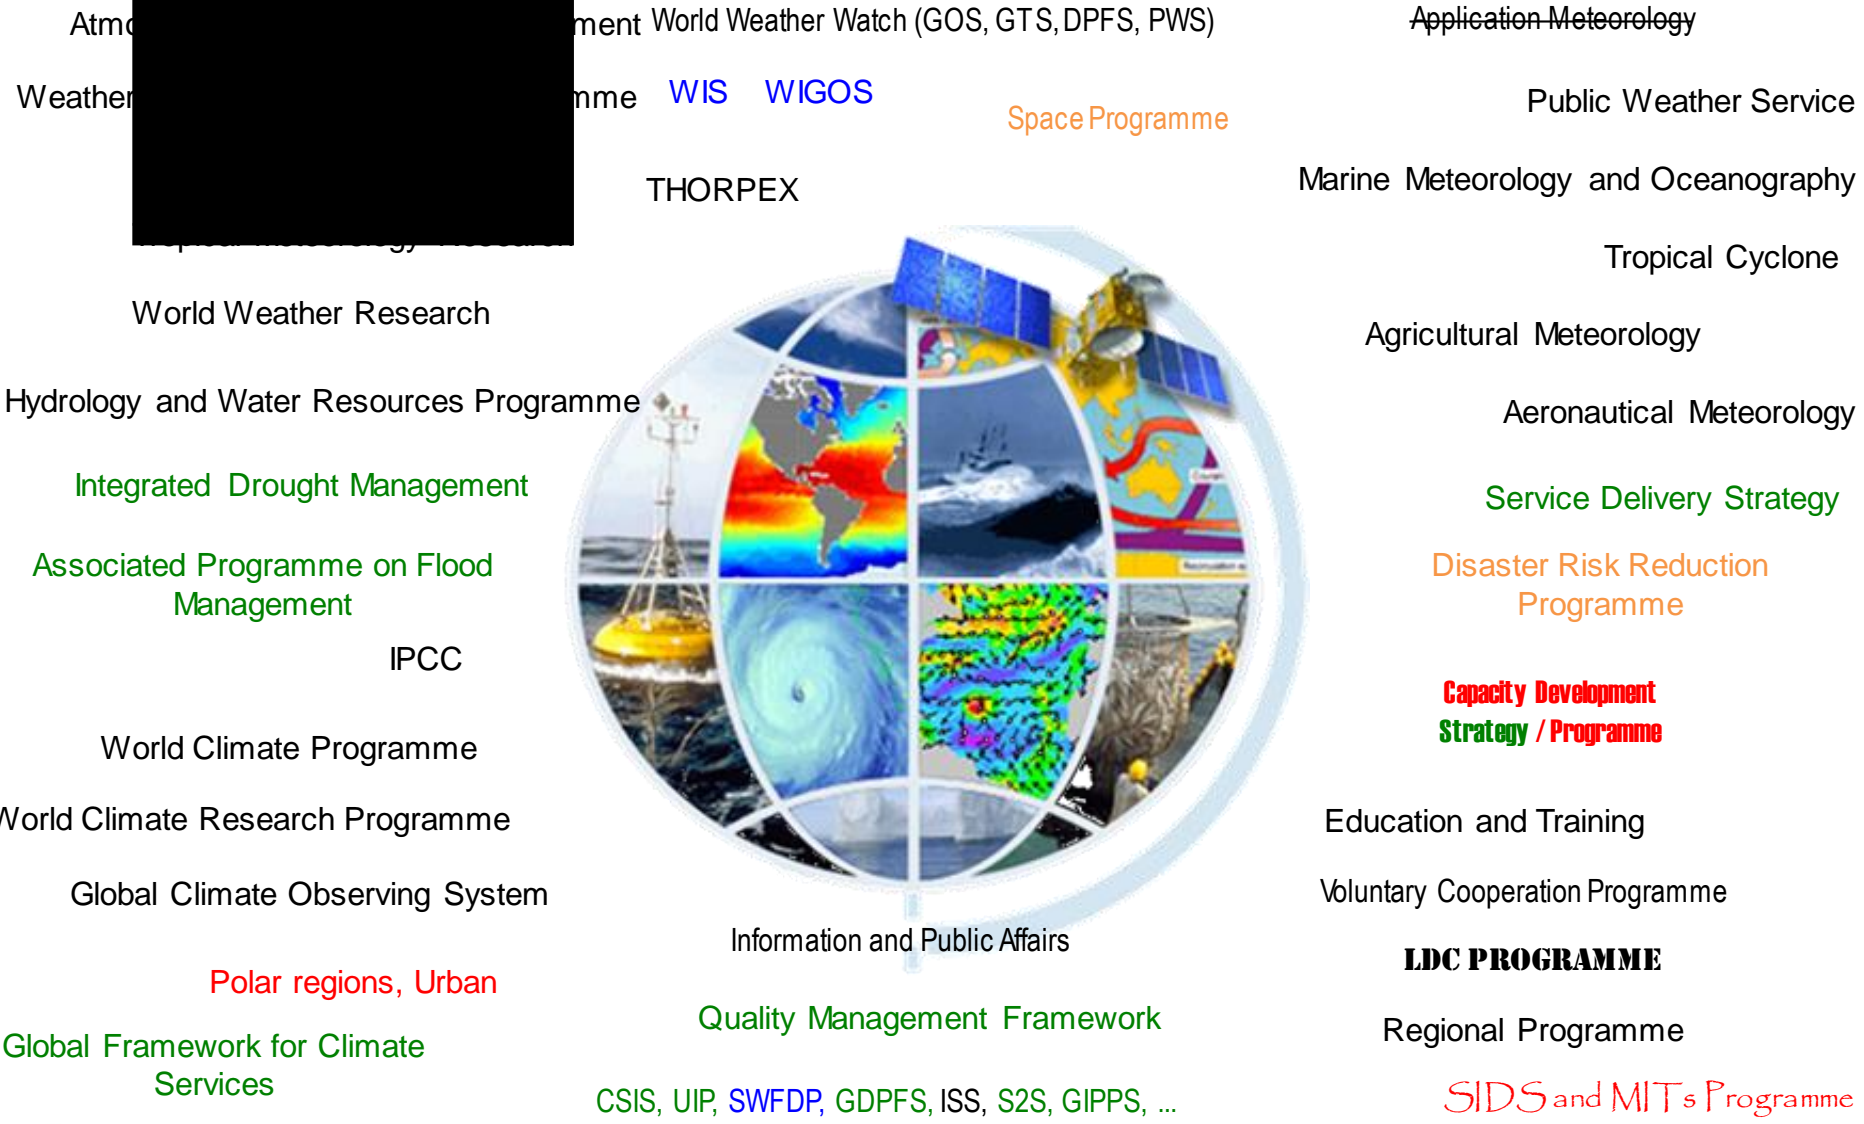 World Weather Watch (GOS, GTS, DPFS, PWS)
Application Meteorology
Weather
WIS WIGOS
Space Programme
Public Weather Service
THORPEX
Marine Meteorology and Oceanography
Tropical Meteorology Research
Tropical Cyclone
World Weather Research
Agricultural Meteorology
Hydrology and Water Resources Programme
Aeronautical Meteorology
Integrated Drought Management
Service Delivery Strategy
Associated Programme on Flood
Management
Disaster Risk Reduction
Programme
IPCC
Capacity Development
Strategy / Programme
World Climate Programme
World Climate Research Programme
Education and Training
Global Climate Observing System
Voluntary Cooperation Programme
Information and Public Affairs
LDC PROGRAMME
Polar regions, Urban
Quality Management Framework
Regional Programme
Global Framework for Climate
Services
CSIS, UIP, SWFDP, GDPFS, ISS, S2S, GIPPS, ...
SIDS and MITs Programme